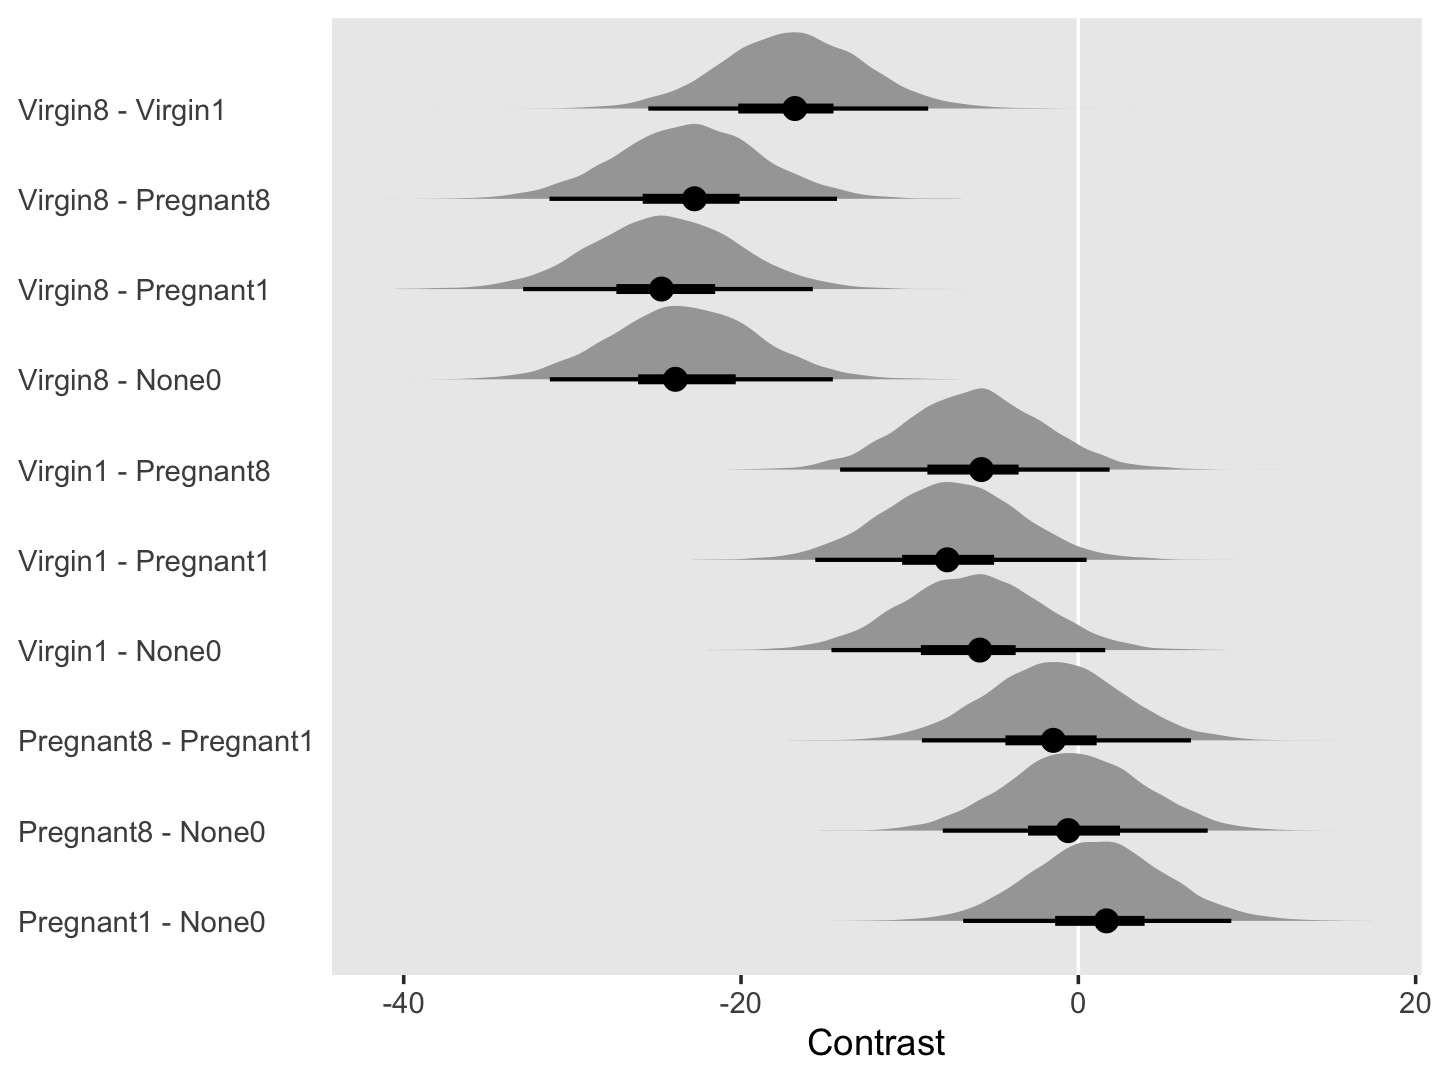 Virgin8 - Virgin1
Virgin8 - Pregnant8
Virgin8 - Pregnant1
Virgin8 - None0
Virgin1 - Pregnant8
Virgin1 - Pregnant1
Virgin1 - None0
Pregnant8 - Pregnant1
Pregnant8 - None0
Pregnant1 - None0
-40 -20 0 20
Contrast